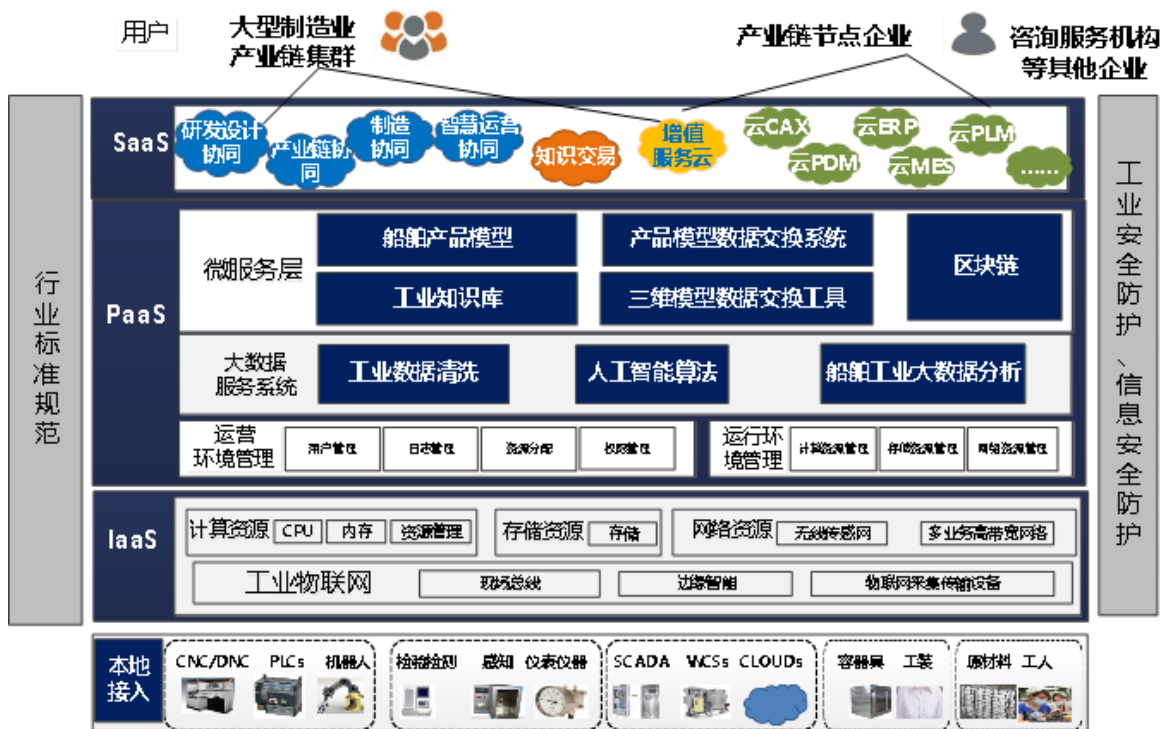 用户
大型制造业
产业链集群
产业链节点企业
咨询服务机构
等其他企业
行业标准规范
工业安全防护、信息安全防护
SaaS
研发设计
协同
产业链协
同
制造
协同
智慧运营
协同
知识交易
增值
服务云
云CAX
云PDM
云ERP
云MES
云PLM
......
PaaS
微服务层
船舶产品模型
产品模型数据交换系统
区块链
工业知识库
三维模型数据交换工具
大数据
服务系统
工业数据清洗
人工智能算法
船舶工业大数据分析
运营
环境管理
用户管理
日志管理
资源分配
权限管理
运行环
境管理
计算资源管理
存储资源管理
网络资源管理
IaaS
计算资源
CPU
内存
资源管理
存储资源
存储
网络资源
无线传感网
多业务高带宽网络
工业物联网
现场总线
边缘智能
物联网采集传输设备
本地
接入
CNC/DNC
PLCs
机器人
检验检测
感知
仪表仪器
SCADA
WCSs
CLOUDs
容器具
工装
原材料
工人